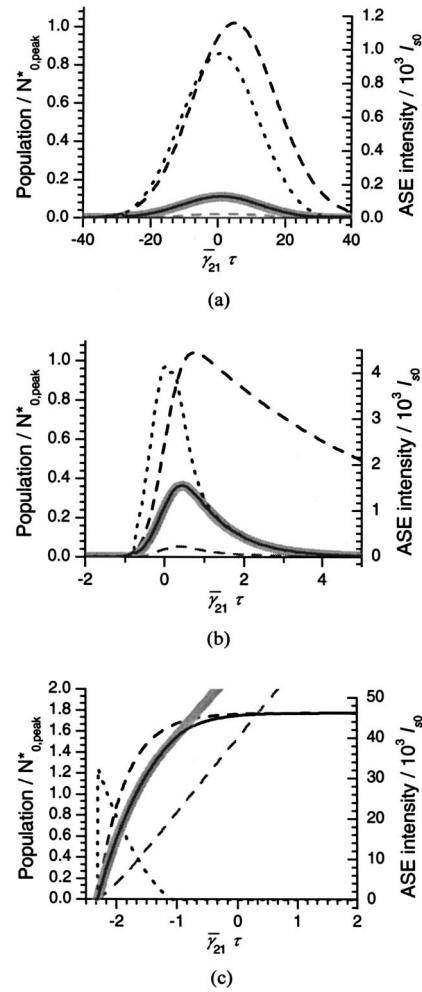 1.0
0.8
0.6
0.4
0.2
0.0
Population / N*0,peak
1.2
1.0
0.8
0.6
0.4
0.2
0.0
ASE intensity / 10³ Is0
-40 -20 0 20 40
γ̄21 τ
(a)
1.0
0.8
0.6
0.4
0.2
0.0
Population / N*0,peak
4
3
2
1
0
ASE intensity / 10³ Is0
-2 0 2 4
γ̄21 τ
(b)
2.0
1.8
1.6
1.4
1.2
1.0
0.8
0.6
0.4
0.2
0.0
Population / N*0,peak
50
40
30
20
10
0
ASE intensity / 10³ Is0
-2 -1 0 1 2
γ̄21 τ
(c)